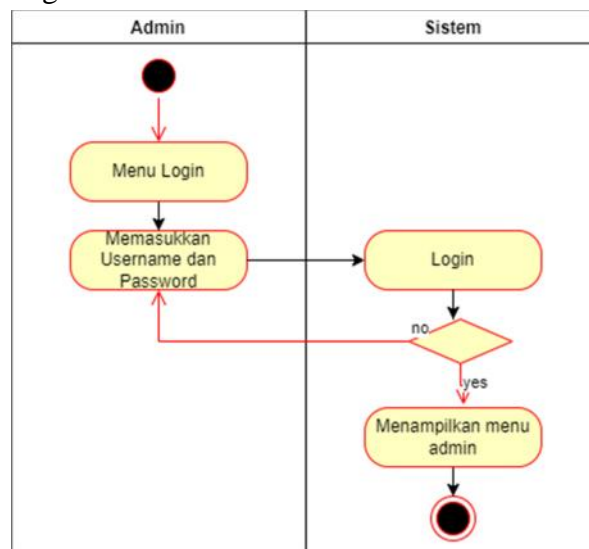 Admin
Sistem
Menu Login
Memasukkan
Username dan
Password
Login
no
yes
Menampilkan menu
admin